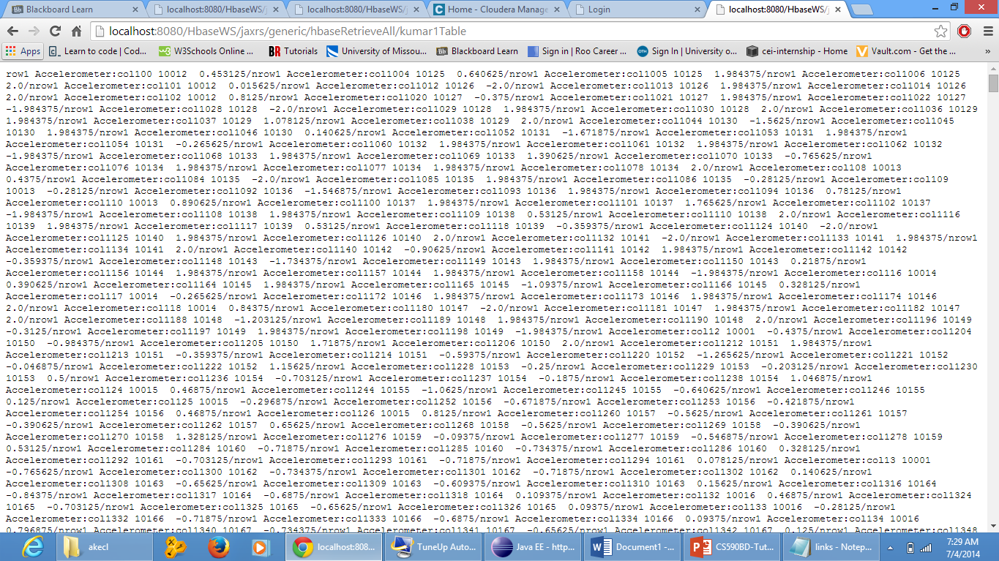 Blackboard Learn
localhost:8080/HbaseWS/j
localhost:8080/HbaseWS/j
Home - Cloudera Manage
Login
localhost:8080/HbaseWS/j
localhost:8080/HbaseWS/jaxrs/generic/hbaseRetrieveAll/kumar1Table
Apps Learn to code | Cod... W3Schools Online ... Tutorials University of Missou... Blackboard Learn Sign in | Roo Career ... Sign In | University o... cei-internship - Home Vault.com - Get the ... »
row1 Accelerometer:col100 10012  0.453125/nrow1 Accelerometer:col1004 10125  0.640625/nrow1 Accelerometer:col1005 10125  1.984375/nrow1 Accelerometer:col1006 10125
2.0/nrow1 Accelerometer:col101 10012  0.015625/nrow1 Accelerometer:col1012 10126  -2.0/nrow1 Accelerometer:col1013 10126  1.984375/nrow1 Accelerometer:col1014 10126
2.0/nrow1 Accelerometer:col102 10012  0.8125/nrow1 Accelerometer:col1020 10127  -0.375/nrow1 Accelerometer:col1021 10127  1.984375/nrow1 Accelerometer:col1022 10127
-1.984375/nrow1 Accelerometer:col1028 10128  -2.0/nrow1 Accelerometer:col1029 10128  1.984375/nrow1 Accelerometer:col1030 10128  2.0/nrow1 Accelerometer:col1036 10129
1.984375/nrow1 Accelerometer:col1037 10129  1.078125/nrow1 Accelerometer:col1038 10129  2.0/nrow1 Accelerometer:col1044 10130  -1.5625/nrow1 Accelerometer:col1045
10130  1.984375/nrow1 Accelerometer:col1046 10130  0.140625/nrow1 Accelerometer:col1052 10131  -1.671875/nrow1 Accelerometer:col1053 10131  1.984375/nrow1
Accelerometer:col1054 10131  -0.265625/nrow1 Accelerometer:col1060 10132  1.984375/nrow1 Accelerometer:col1061 10132  1.984375/nrow1 Accelerometer:col1062 10132
-1.984375/nrow1 Accelerometer:col1068 10133  1.984375/nrow1 Accelerometer:col1069 10133  1.390625/nrow1 Accelerometer:col1070 10133  -0.765625/nrow1
Accelerometer:col1076 10134  1.984375/nrow1 Accelerometer:col1077 10134  1.984375/nrow1 Accelerometer:col1078 10134  2.0/nrow1 Accelerometer:col108 10013
0.4375/nrow1 Accelerometer:col1084 10135  -2.0/nrow1 Accelerometer:col1085 10135  1.984375/nrow1 Accelerometer:col1086 10135  -0.28125/nrow1 Accelerometer:col109
10013  -0.28125/nrow1 Accelerometer:col1092 10136  -1.546875/nrow1 Accelerometer:col1093 10136  1.984375/nrow1 Accelerometer:col1094 10136  0.78125/nrow1
Accelerometer:col110 10013  0.890625/nrow1 Accelerometer:col1100 10137  1.984375/nrow1 Accelerometer:col1101 10137  1.765625/nrow1 Accelerometer:col1102 10137
-1.984375/nrow1 Accelerometer:col1108 10138  1.984375/nrow1 Accelerometer:col1109 10138  0.53125/nrow1 Accelerometer:col1110 10138  2.0/nrow1 Accelerometer:col1116
10139  1.984375/nrow1 Accelerometer:col1117 10139  0.53125/nrow1 Accelerometer:col1118 10139  -0.359375/nrow1 Accelerometer:col1124 10140  -2.0/nrow1
Accelerometer:col1125 10140  1.984375/nrow1 Accelerometer:col1126 10140  2.0/nrow1 Accelerometer:col1132 10141  -2.0/nrow1 Accelerometer:col1133 10141  1.984375/nrow1
Accelerometer:col1134 10141  2.0/nrow1 Accelerometer:col1140 10142  -0.90625/nrow1 Accelerometer:col1141 10142  1.984375/nrow1 Accelerometer:col1142 10142
-0.359375/nrow1 Accelerometer:col1148 10143  -1.734375/nrow1 Accelerometer:col1149 10143  1.984375/nrow1 Accelerometer:col1150 10143  0.21875/nrow1
Accelerometer:col1156 10144  1.984375/nrow1 Accelerometer:col1157 10144  1.984375/nrow1 Accelerometer:col1158 10144  -1.984375/nrow1 Accelerometer:col116 10014
0.390625/nrow1 Accelerometer:col1164 10145  1.984375/nrow1 Accelerometer:col1165 10145  -1.09375/nrow1 Accelerometer:col1166 10145  0.328125/nrow1
Accelerometer:col117 10014  -0.265625/nrow1 Accelerometer:col1172 10146  1.984375/nrow1 Accelerometer:col1173 10146  1.984375/nrow1 Accelerometer:col1174 10146
2.0/nrow1 Accelerometer:col118 10014  0.84375/nrow1 Accelerometer:col1180 10147  -2.0/nrow1 Accelerometer:col1181 10147  1.984375/nrow1 Accelerometer:col1182 10147
2.0/nrow1 Accelerometer:col1188 10148  -1.203125/nrow1 Accelerometer:col1189 10148  1.984375/nrow1 Accelerometer:col1190 10148  2.0/nrow1 Accelerometer:col1196 10149
-0.3125/nrow1 Accelerometer:col1197 10149  1.984375/nrow1 Accelerometer:col1198 10149  -1.984375/nrow1 Accelerometer:col12 10001  -0.4375/nrow1 Accelerometer:col1204
10150  -0.984375/nrow1 Accelerometer:col1205 10150  1.71875/nrow1 Accelerometer:col1206 10150  2.0/nrow1 Accelerometer:col1212 10151  1.984375/nrow1
Accelerometer:col1213 10151  -0.359375/nrow1 Accelerometer:col1214 10151  -0.59375/nrow1 Accelerometer:col1220 10152  -1.265625/nrow1 Accelerometer:col1221 10152
-0.046875/nrow1 Accelerometer:col1222 10152  1.15625/nrow1 Accelerometer:col1228 10153  -0.25/nrow1 Accelerometer:col1229 10153  -0.203125/nrow1 Accelerometer:col1230
10153  0.5/nrow1 Accelerometer:col1236 10154  -0.703125/nrow1 Accelerometer:col1237 10154  -0.1875/nrow1 Accelerometer:col1238 10154  1.046875/nrow1
Accelerometer:col124 10015  0.46875/nrow1 Accelerometer:col1244 10155  -1.0625/nrow1 Accelerometer:col1245 10155  -0.640625/nrow1 Accelerometer:col1246 10155
0.125/nrow1 Accelerometer:col125 10015  -0.296875/nrow1 Accelerometer:col1252 10156  -0.671875/nrow1 Accelerometer:col1253 10156  -0.421875/nrow1
Accelerometer:col1254 10156  0.46875/nrow1 Accelerometer:col126 10015  0.8125/nrow1 Accelerometer:col1260 10157  -0.5625/nrow1 Accelerometer:col1261 10157
-0.390625/nrow1 Accelerometer:col1262 10157  0.65625/nrow1 Accelerometer:col1268 10158  -0.5625/nrow1 Accelerometer:col1269 10158  -0.390625/nrow1
Accelerometer:col1270 10158  1.328125/nrow1 Accelerometer:col1276 10159  -0.09375/nrow1 Accelerometer:col1277 10159  -0.546875/nrow1 Accelerometer:col1278 10159
0.53125/nrow1 Accelerometer:col1284 10160  -0.71875/nrow1 Accelerometer:col1285 10160  -0.734375/nrow1 Accelerometer:col1286 10160  0.328125/nrow1
Accelerometer:col1292 10161  -0.703125/nrow1 Accelerometer:col1293 10161  -0.71875/nrow1 Accelerometer:col1294 10161  0.078125/nrow1 Accelerometer:col13 10001
-0.765625/nrow1 Accelerometer:col1300 10162  -0.734375/nrow1 Accelerometer:col1301 10162  -0.71875/nrow1 Accelerometer:col1302 10162  0.140625/nrow1
Accelerometer:col1308 10163  -0.65625/nrow1 Accelerometer:col1309 10163  -0.609375/nrow1 Accelerometer:col1310 10163  0.15625/nrow1 Accelerometer:col1316 10164
-0.84375/nrow1 Accelerometer:col1317 10164  -0.6875/nrow1 Accelerometer:col1318 10164  0.109375/nrow1 Accelerometer:col132 10016  0.46875/nrow1 Accelerometer:col1324
10165  -0.703125/nrow1 Accelerometer:col1325 10165  -0.65625/nrow1 Accelerometer:col1326 10165  0.09375/nrow1 Accelerometer:col133 10016  -0.28125/nrow1
Accelerometer:col1332 10166  -0.71875/nrow1 Accelerometer:col1333 10166  -0.6875/nrow1 Accelerometer:col1334 10166  0.09375/nrow1 Accelerometer:col134 10016
0.796875/nrow1 Accelerometer:col1340 10167  -0.734375/nrow1 Accelerometer:col1341 10167  -0.65625/nrow1 Accelerometer:col1342 10167  0.125/nrow1 Accelerometer:col1348
akecl
localhost:808...
TuneUp Auto...
Java EE - http...
Document1 -...
CS590BD-Tut...
links - Notep...
7:29 AM
7/4/2014